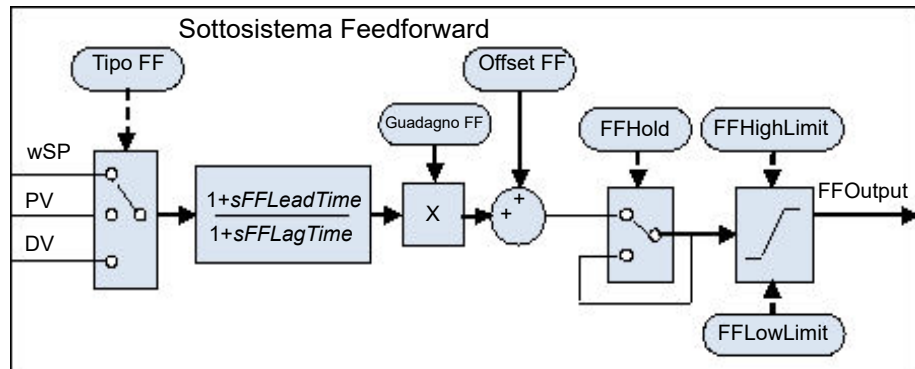 Sottosistema Feedforward
Tipo FF
Offset FF
Guadagno FF
FFHold
FFHighLimit
wSP
PV
DV
1+sFFLeadTime
1+sFFLagTime
X
+
+
FFOutput
FFLowLimit